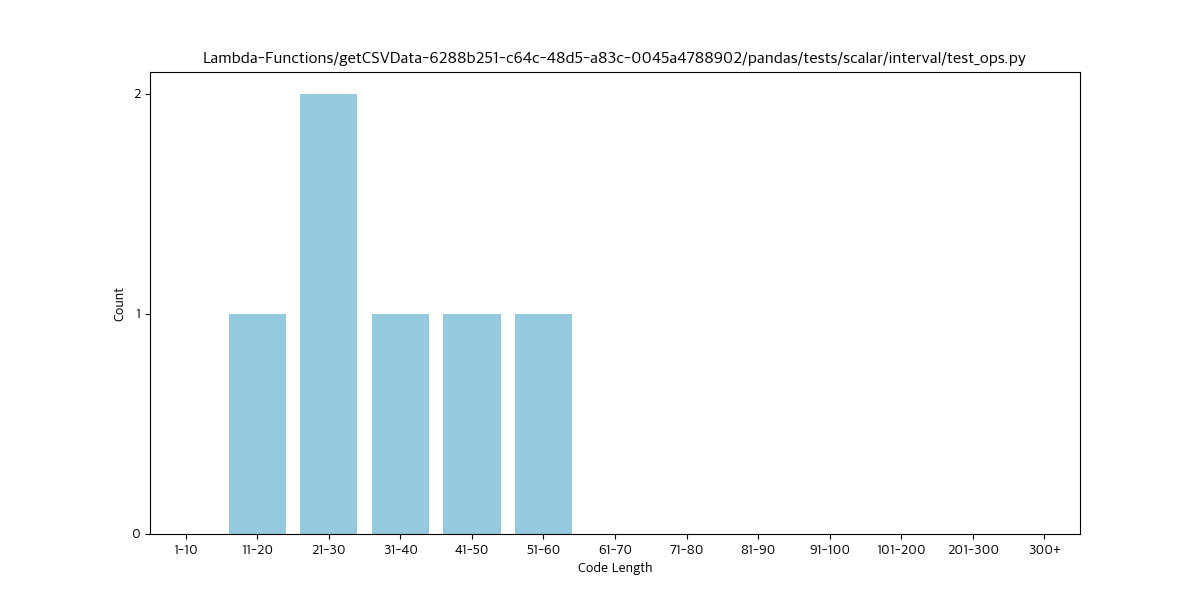 Lambda-Functions/getCSVData-6288b251-c64c-48d5-a83c-0045a4788902/pandas/tests/scalar/interval/test_ops.py
2
1
0
Count
1-10 11-20 21-30 31-40 41-50 51-60 61-70 71-80 81-90 91-100 101-200 201-300 300+
Code Length